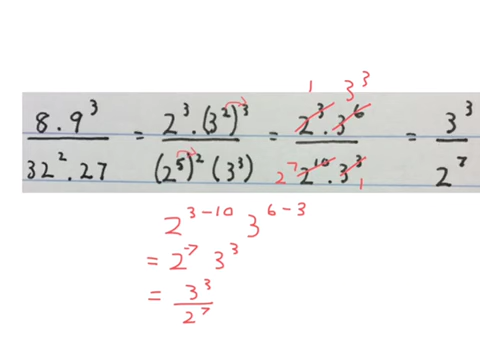 8 · 9³ / 32² · 27 = 2³ · (3²)³ / (2⁵)² (3³) = 2³ · 3⁶ / 2¹⁰ · 3³ = 3³ / 2⁷
1 3³
2⁷ 1
2³⁻¹⁰ 3⁶⁻³
= 2⁻⁷ 3³
= 3³ / 2⁷